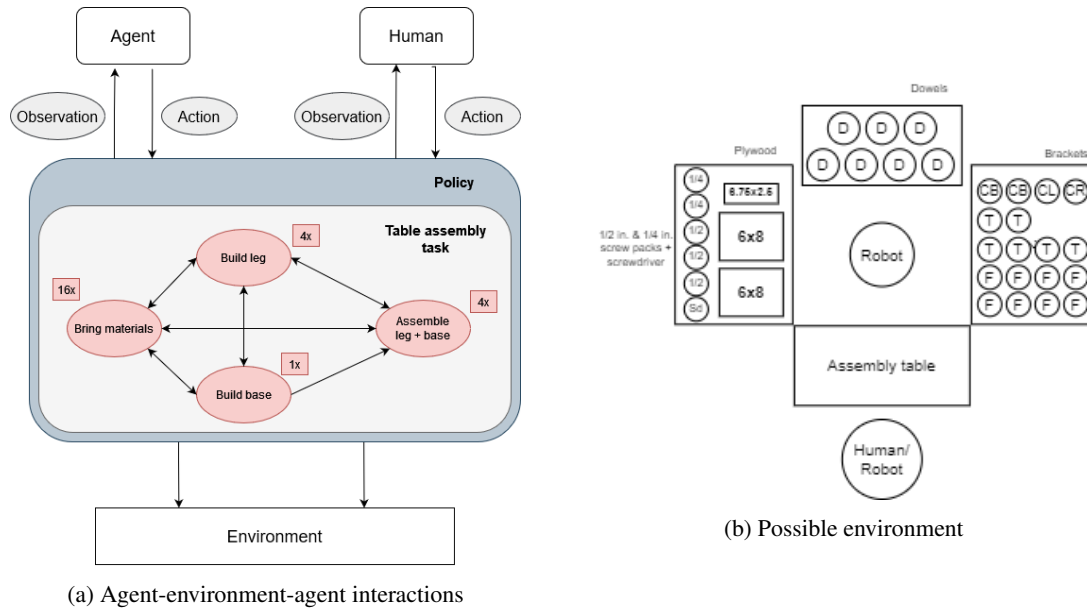 Agent
Human
Observation
Action
Observation
Action
Policy
Table assembly
task
4x
Build leg
16x
4x
Bring materials
Assemble
leg + base
1x
Build base
Environment
(a) Agent-environment-agent interactions
Dowels
D D D
D D D D
Plywood
Brackets
1/4
1/4
1/2
1/2
1/2
Sd
6.75x2.5
6x8
6x8
1/2 in. & 1/4 in.
screw packs +
screwdriver
Robot
CB CB CL CR
T T
T T T T
F F F F
F F F F
Assembly table
Human/
Robot
(b) Possible environment